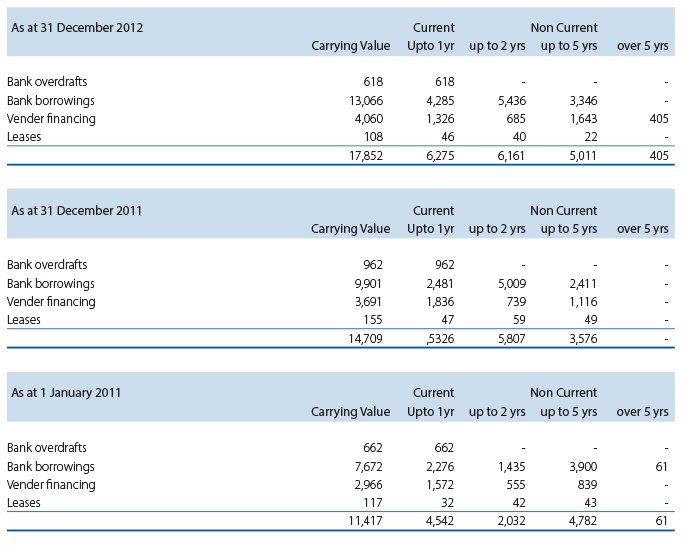 As at 31 December 2012 Current Non Current
Carrying Value Upto 1yr up to 2 yrs up to 5 yrs over 5 yrs
Bank overdrafts 618 618 - - -
Bank borrowings 13,066 4,285 5,436 3,346 -
Vender financing 4,060 1,326 685 1,643 405
Leases 108 46 40 22 -
17,852 6,275 6,161 5,011 405
As at 31 December 2011 Current Non Current
Carrying Value Upto 1yr up to 2 yrs up to 5 yrs over 5 yrs
Bank overdrafts 962 962 - - -
Bank borrowings 9,901 2,481 5,009 2,411 -
Vender financing 3,691 1,836 739 1,116 -
Leases 155 47 59 49 -
14,709 ,5326 5,807 3,576 -
As at 1 January 2011 Current Non Current
Carrying Value Upto 1yr up to 2 yrs up to 5 yrs over 5 yrs
Bank overdrafts 662 662 - - -
Bank borrowings 7,672 2,276 1,435 3,900 61
Vender financing 2,966 1,572 555 839 -
Leases 117 32 42 43 -
11,417 4,542 2,032 4,782 61